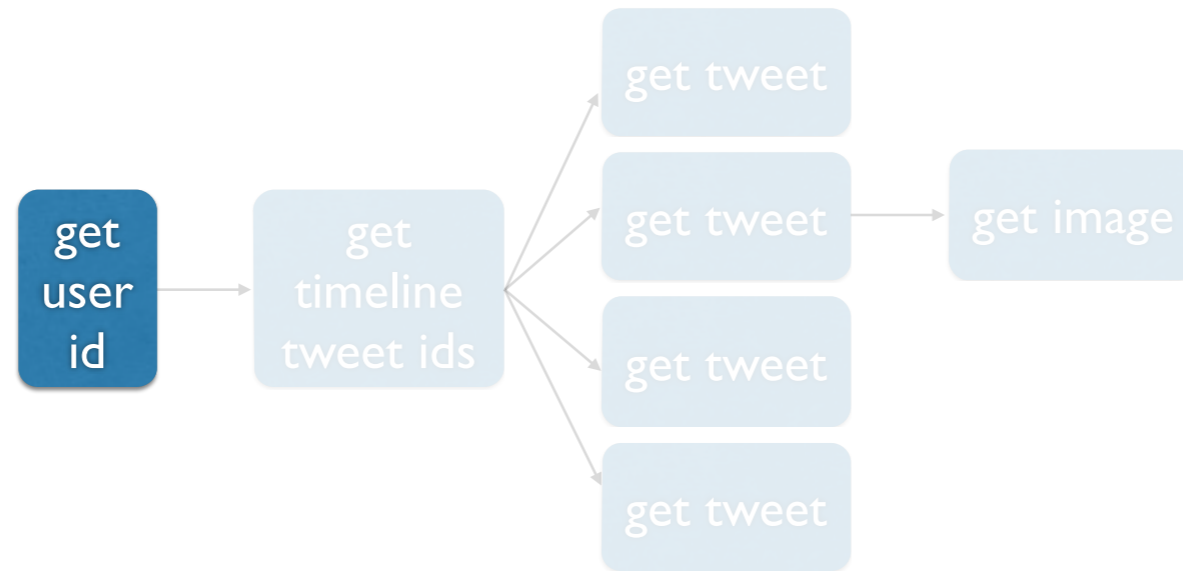 get
user
id
get
timeline
tweet ids
get tweet
get tweet
get tweet
get tweet
get image